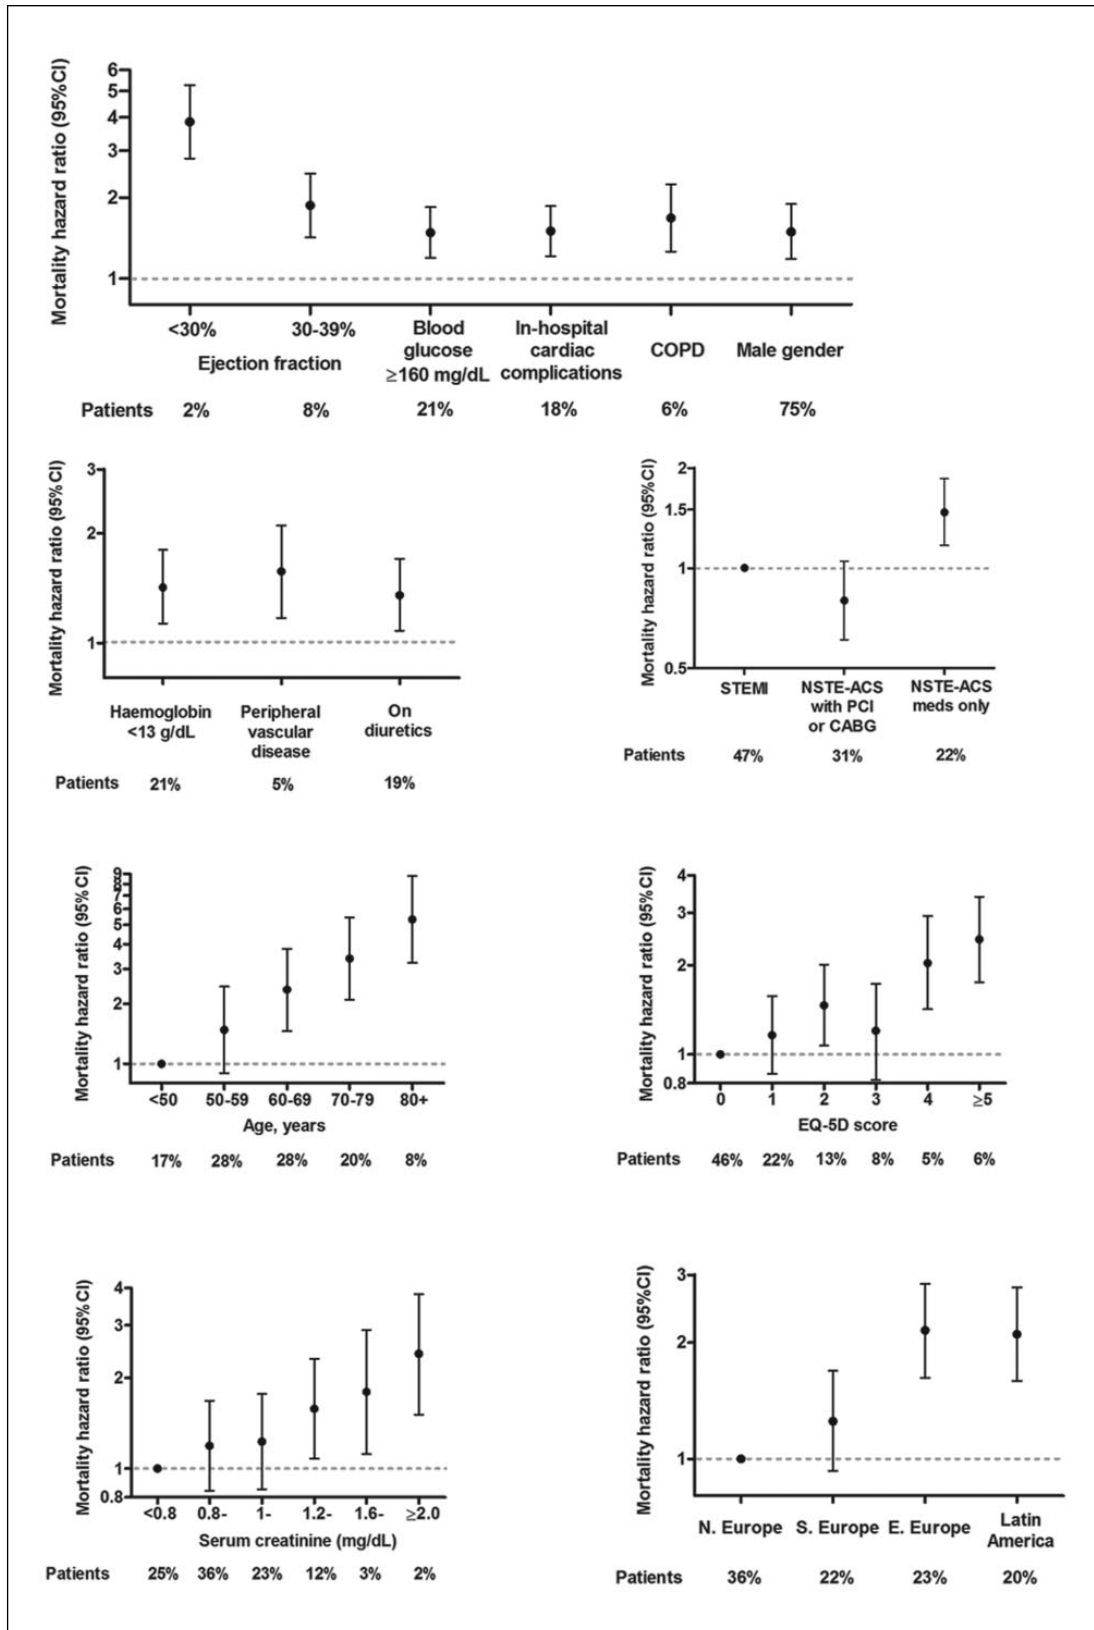 Mortality hazard ratio (95%CI)
6
5
4
3
2
1
<30%
30-39%
Ejection fraction
Blood
glucose
≥160 mg/dL
In-hospital
cardiac
complications
COPD
Male gender
Patients 2% 8% 21% 18% 6% 75%
Mortality hazard ratio (95%CI)
3
2
1
Haemoglobin
<13 g/dL
Peripheral
vascular
disease
On
diuretics
Patients 21% 5% 19%
Mortality hazard ratio (95%CI)
2
1.5
1
0.5
STEMI
NSTE-ACS
with PCI
or CABG
NSTE-ACS
meds only
Patients 47% 31% 22%
Mortality hazard ratio (95%CI)
9
8
7
6
5
4
3
2
1
<50 50-59 60-69 70-79 80+
Age, years
Patients 17% 28% 28% 20% 8%
Mortality hazard ratio (95%CI)
4
3
2
1
0.8
0 1 2 3 4 ≥5
EQ-5D score
Patients 46% 22% 13% 8% 5% 6%
Mortality hazard ratio (95%CI)
4
3
2
1
0.8
<0.8 0.8- 1- 1.2- 1.6- ≥2.0
Serum creatinine (mg/dL)
Patients 25% 36% 23% 12% 3% 2%
Mortality hazard ratio (95%CI)
3
2
1
N. Europe S. Europe E. Europe
Latin
America
Patients 36% 22% 23% 20%